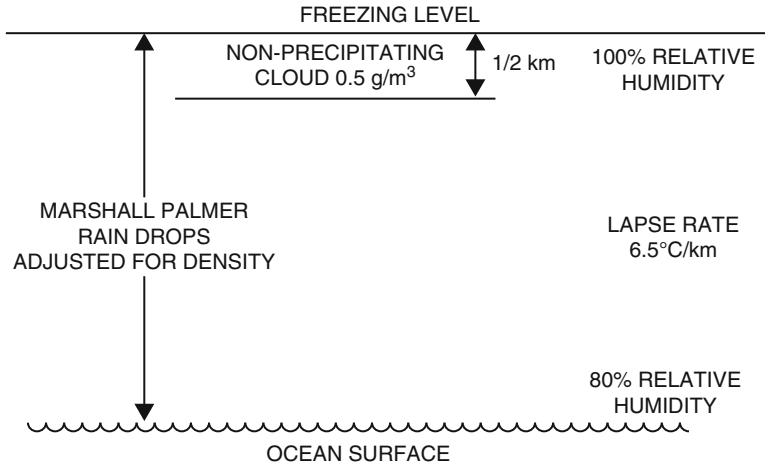 FREEZING LEVEL
NON-PRECIPITATING
CLOUD 0.5 g/m³
1/2 km
100% RELATIVE
HUMIDITY
MARSHALL PALMER
RAIN DROPS
ADJUSTED FOR DENSITY
LAPSE RATE
6.5°C/km
80% RELATIVE
HUMIDITY
OCEAN SURFACE